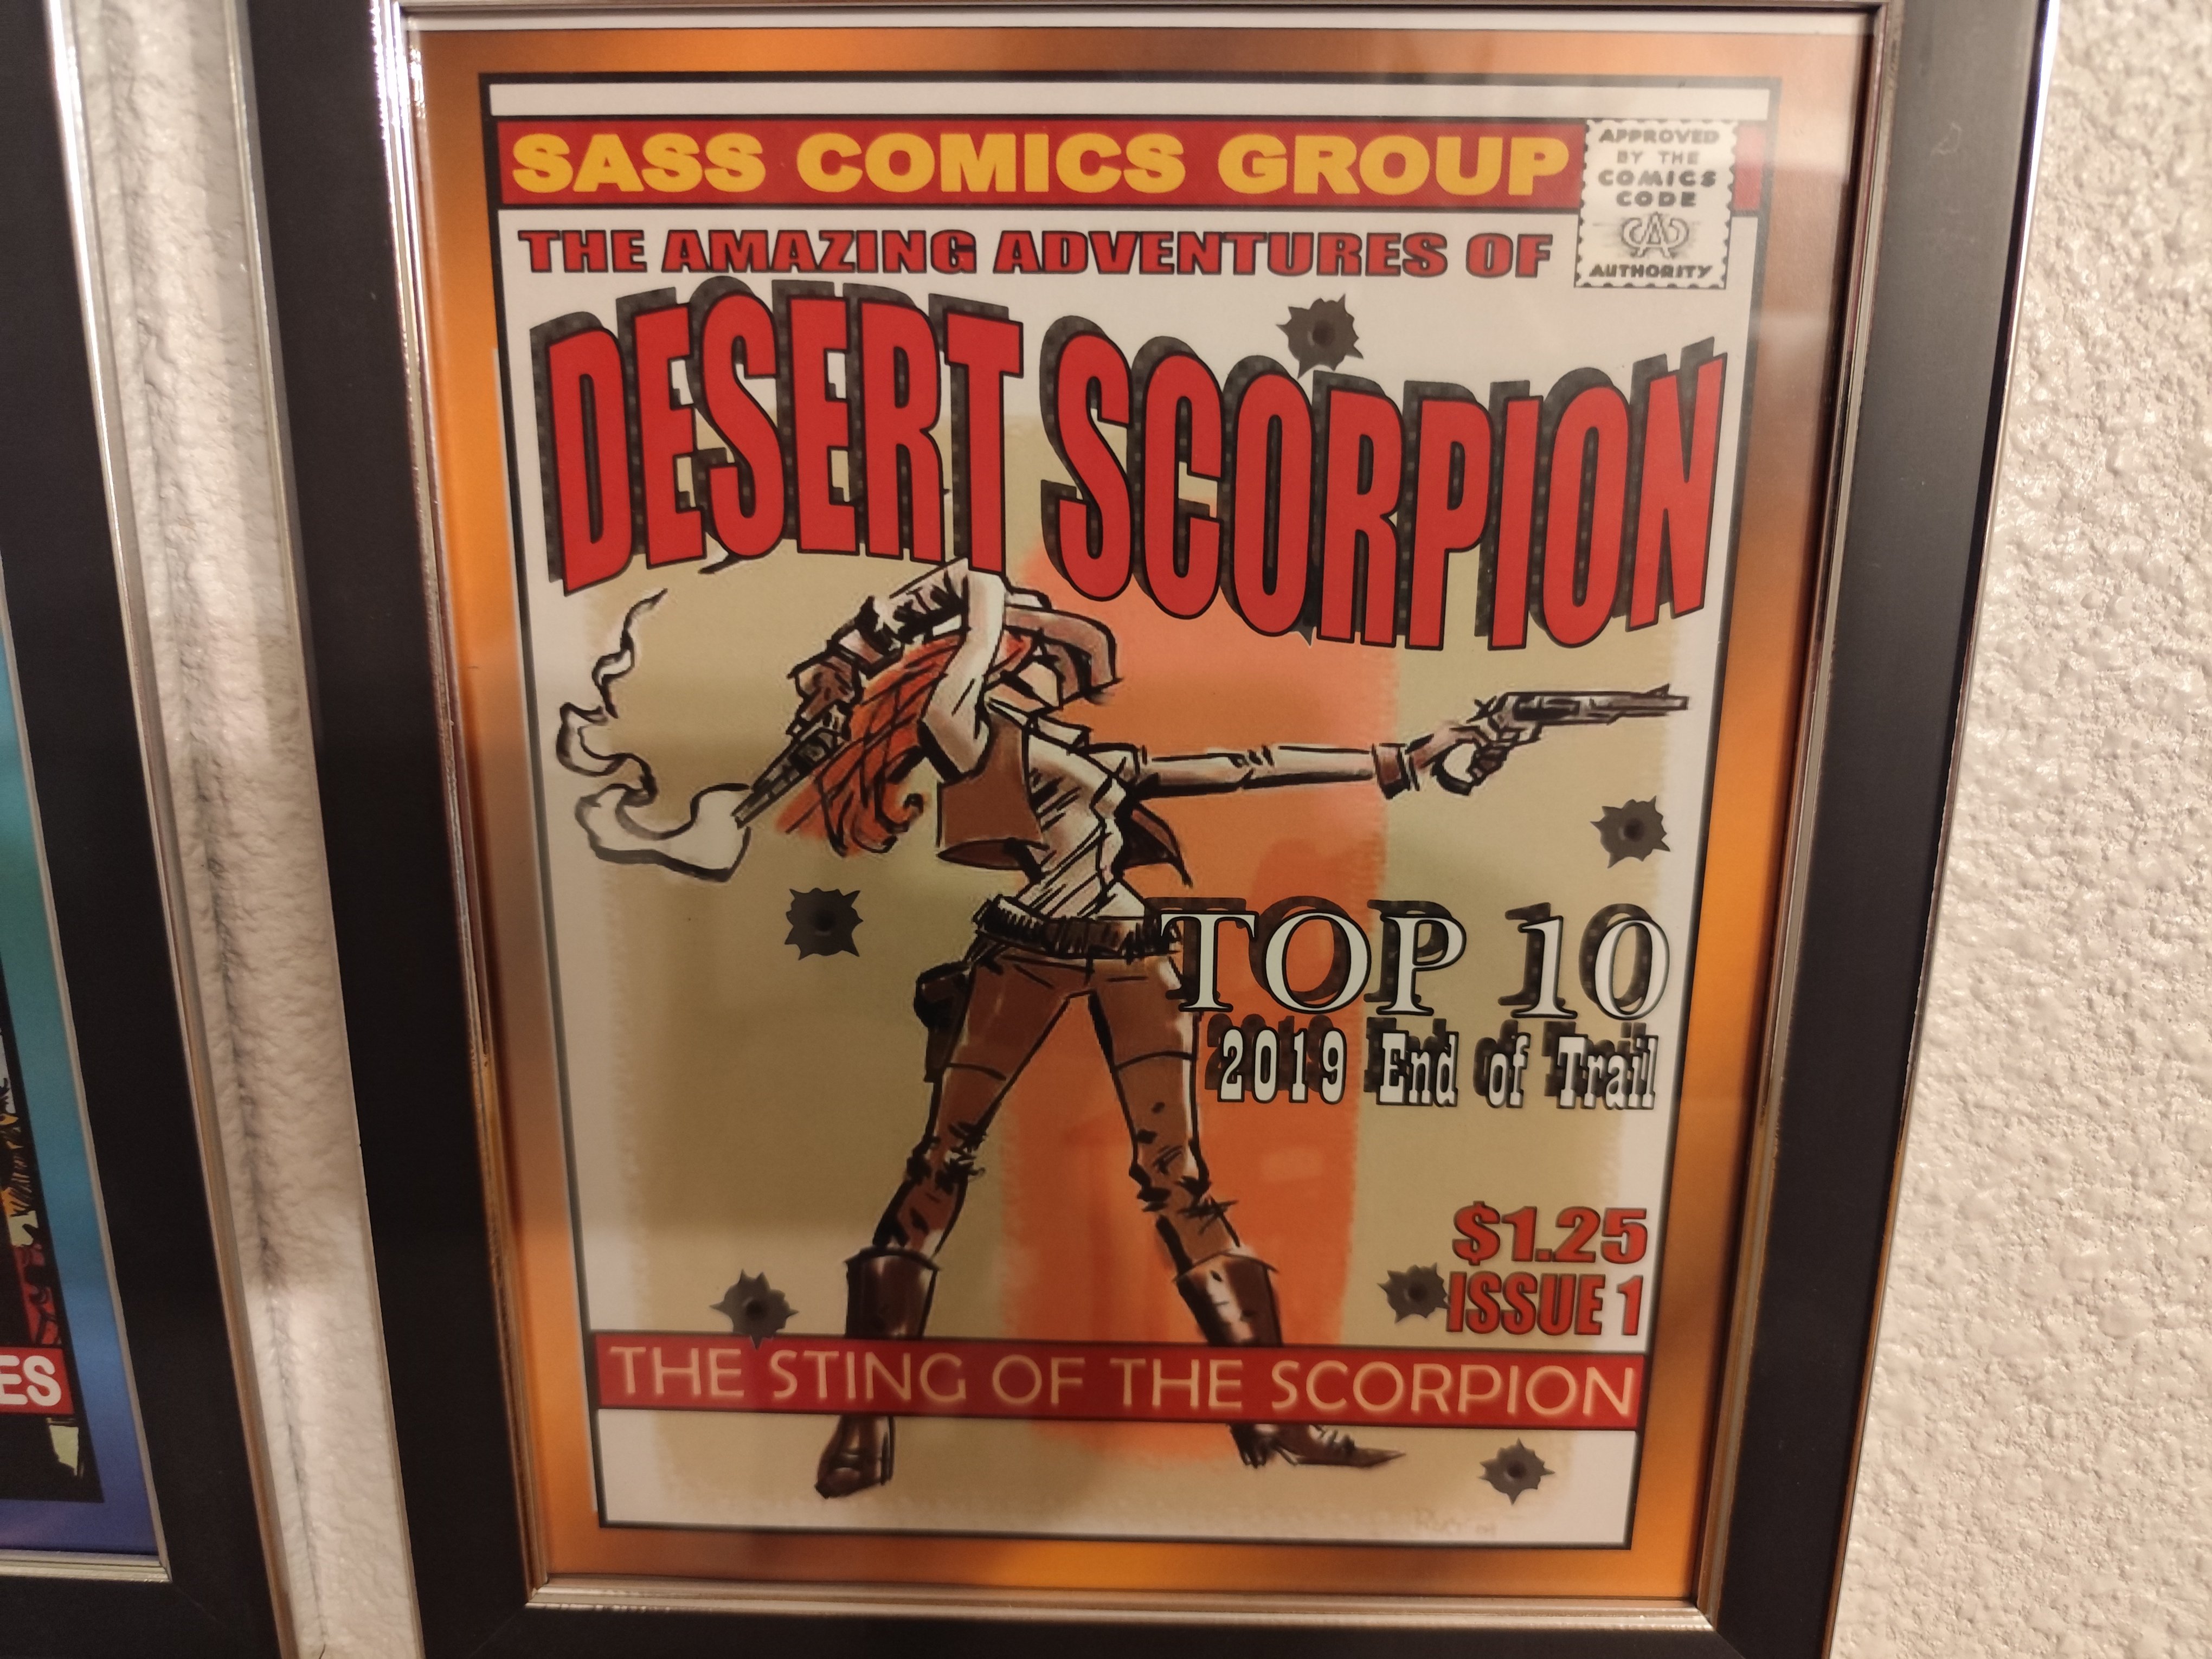 SASS COMICS GROUP
APPROVED
BY THE
COMICS
CODE
CA
AUTHORITY
THE AMAZING ADVENTURES OF
DESERT SCORPION
TOP 10
2019 End of Trail
$1.25
ISSUE 1
THE STING OF THE SCORPION
ES